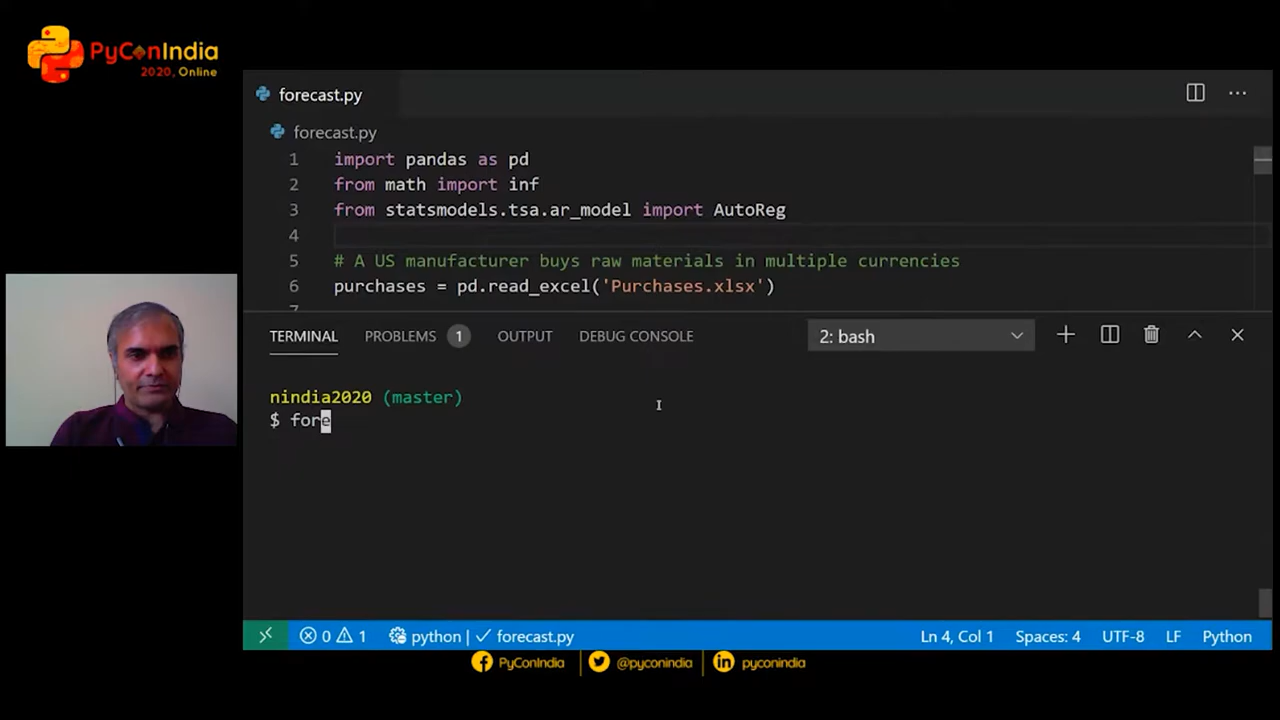 PyConIndia
2020, Online
forecast.py
forecast.py
1 import pandas as pd
2 from math import inf
3 from statsmodels.tsa.ar_model import AutoReg
4
5 # A US manufacturer buys raw materials in multiple currencies
6 purchases = pd.read_excel('Purchases.xlsx')
TERMINAL PROBLEMS 1 OUTPUT DEBUG CONSOLE 2: bash
nindia2020 (master)
$ fore
0 1 python | ✓ forecast.py Ln 4, Col 1 Spaces: 4 UTF-8 LF Python
PyConIndia @pyconindia pyconindia